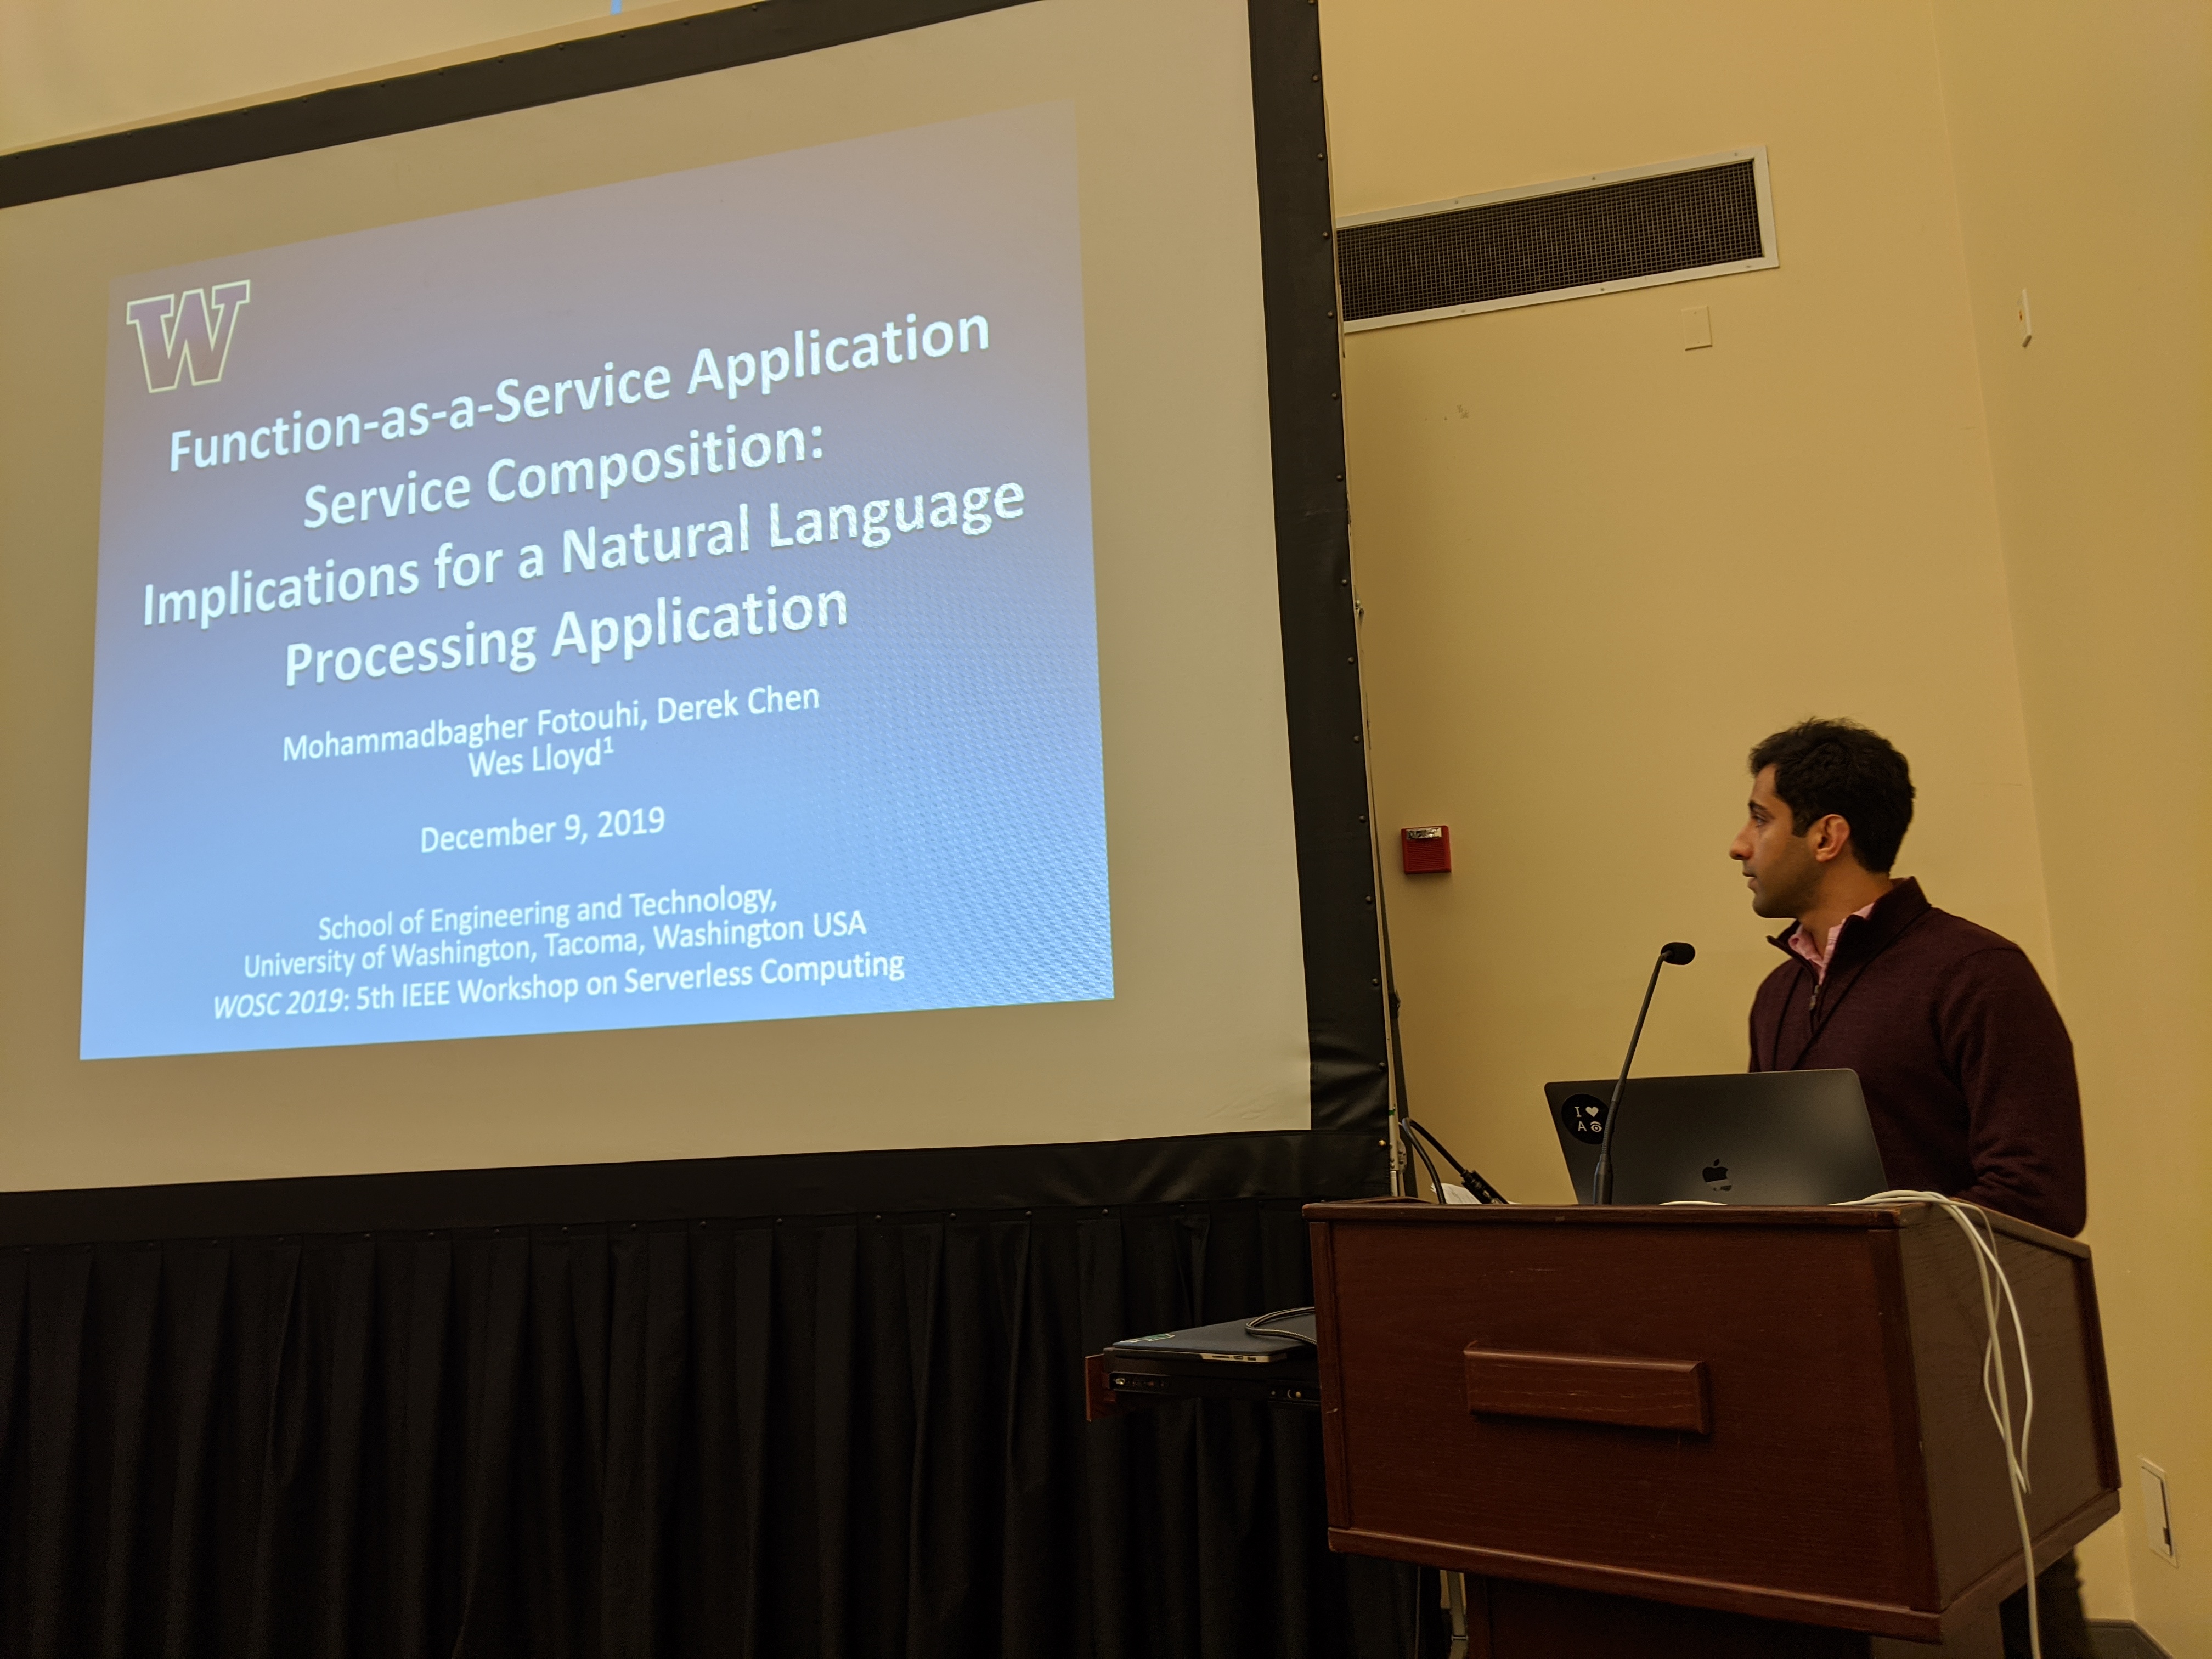 W
Function-as-a-Service Application
Service Composition:
Implications for a Natural Language
Processing Application
Mohammadbagher Fotouhi, Derek Chen
Wes Lloyd¹
December 9, 2019
School of Engineering and Technology,
University of Washington, Tacoma, Washington USA
WOSC 2019: 5th IEEE Workshop on Serverless Computing
I ♥
A